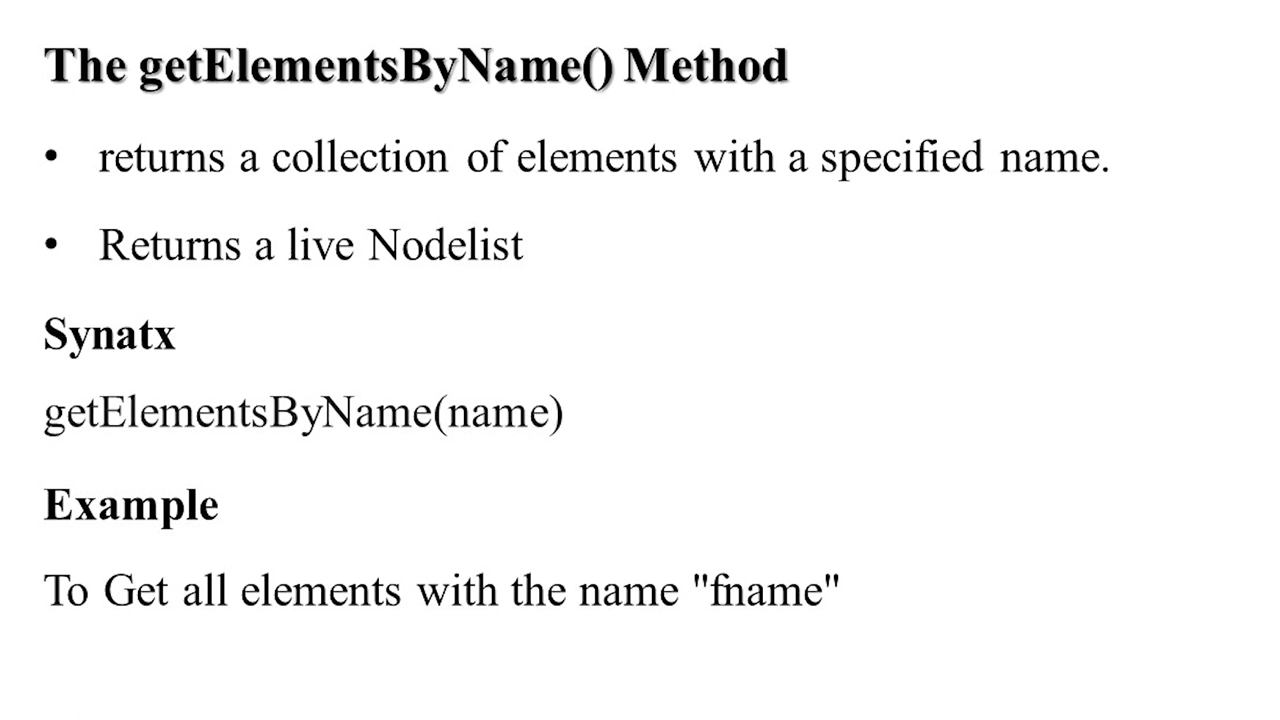 The getElementsByName() Method
• returns a collection of elements with a specified name.
• Returns a live Nodelist
Synatx
getElementsByName(name)
Example
To Get all elements with the name "fname"